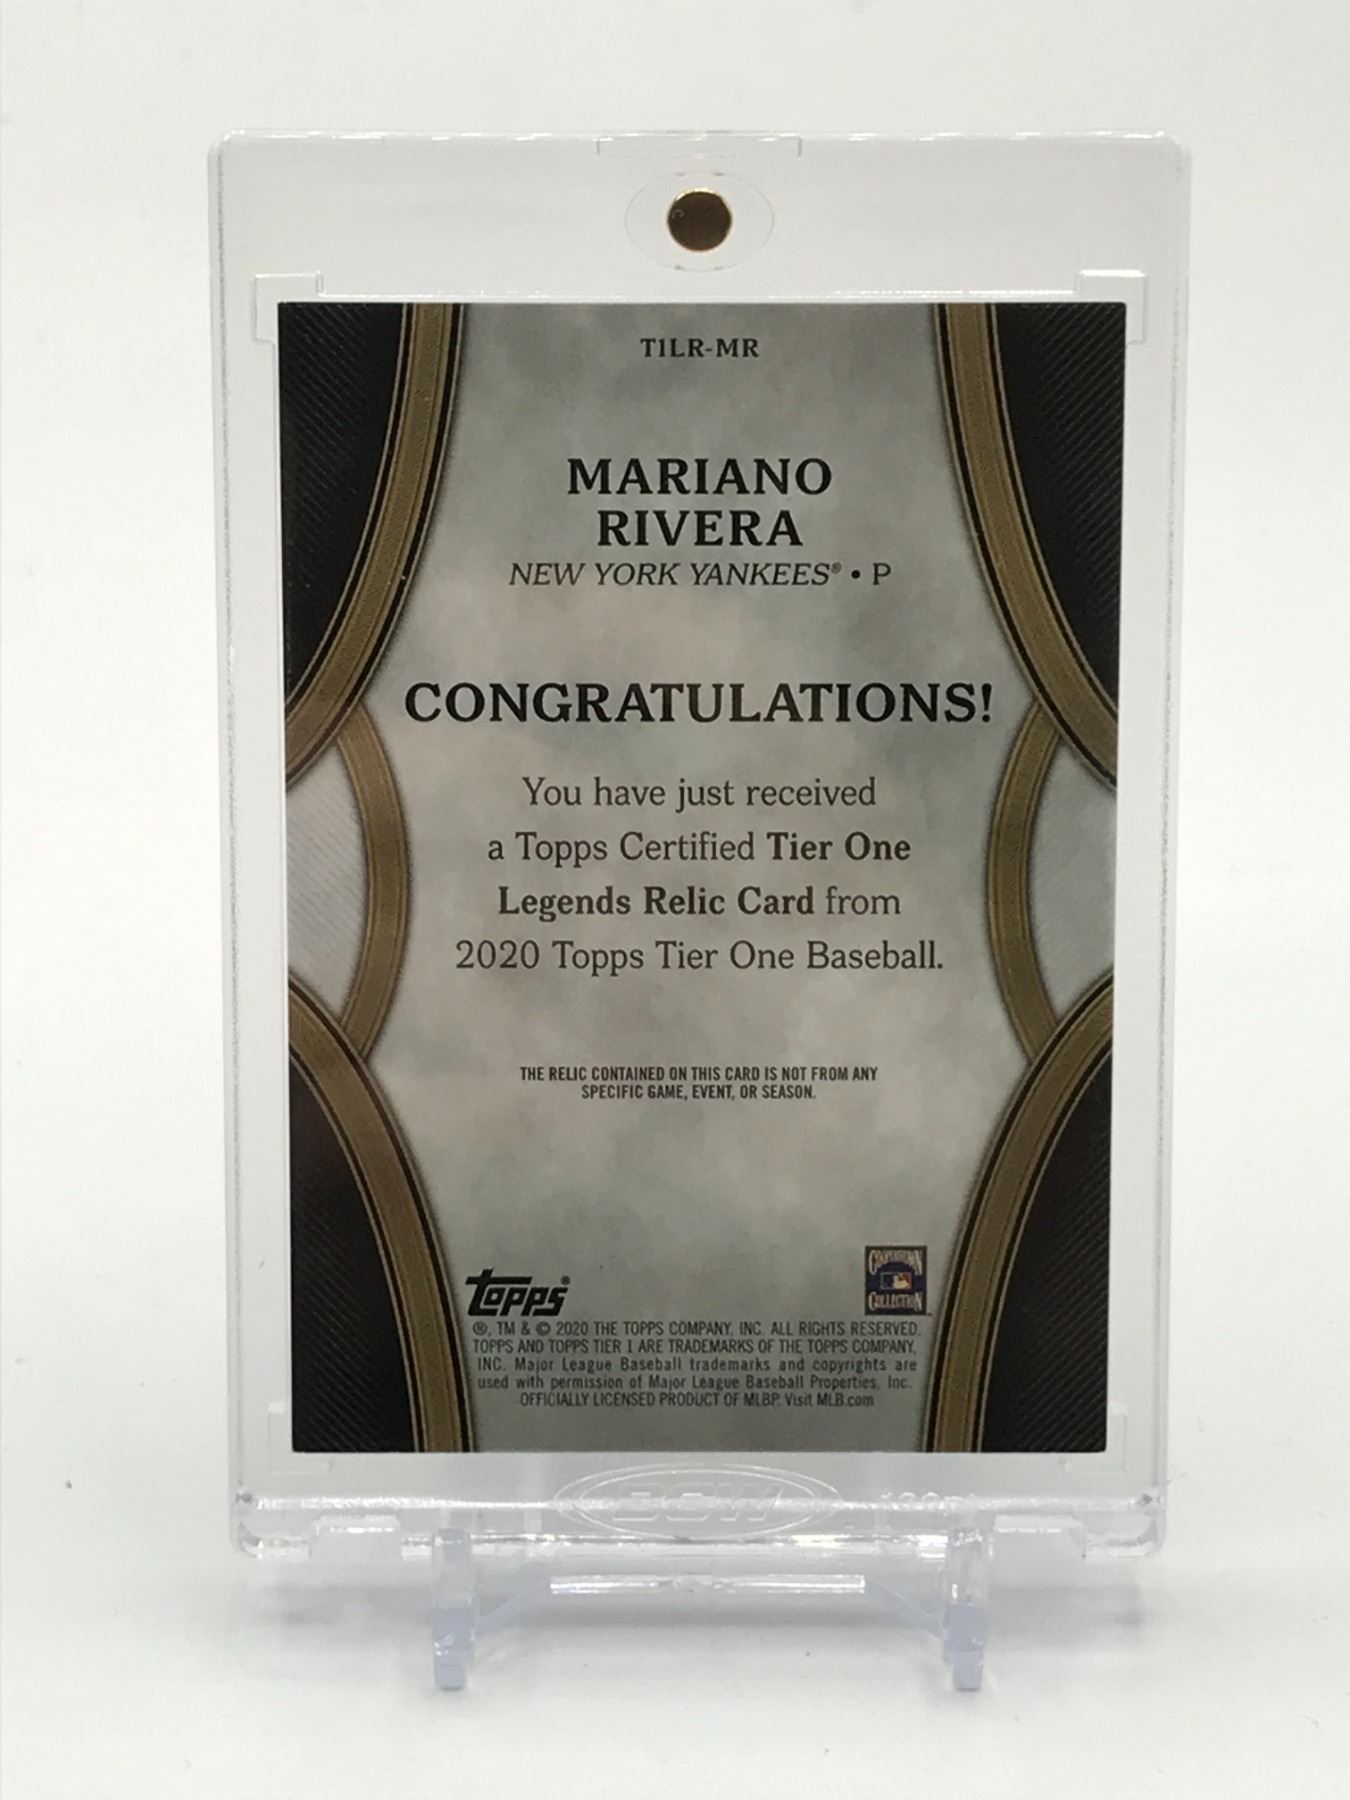 T1LR-MR
MARIANO
RIVERA
NEW YORK YANKEES® • P
CONGRATULATIONS!
You have just received
a Topps Certified Tier One
Legends Relic Card from
2020 Topps Tier One Baseball.
THE RELIC CONTAINED ON THIS CARD IS NOT FROM ANY
SPECIFIC GAME, EVENT, OR SEASON.
topps®
COOPERSTOWN
COLLECTION
®, TM & © 2020 THE TOPPS COMPANY, INC. ALL RIGHTS RESERVED.
TOPPS AND TOPPS TIER 1 ARE TRADEMARKS OF THE TOPPS COMPANY,
INC. Major League Baseball trademarks and copyrights are
used with permission of Major League Baseball Properties, Inc.
OFFICIALLY LICENSED PRODUCT OF MLBP. Visit MLB.com
BCW